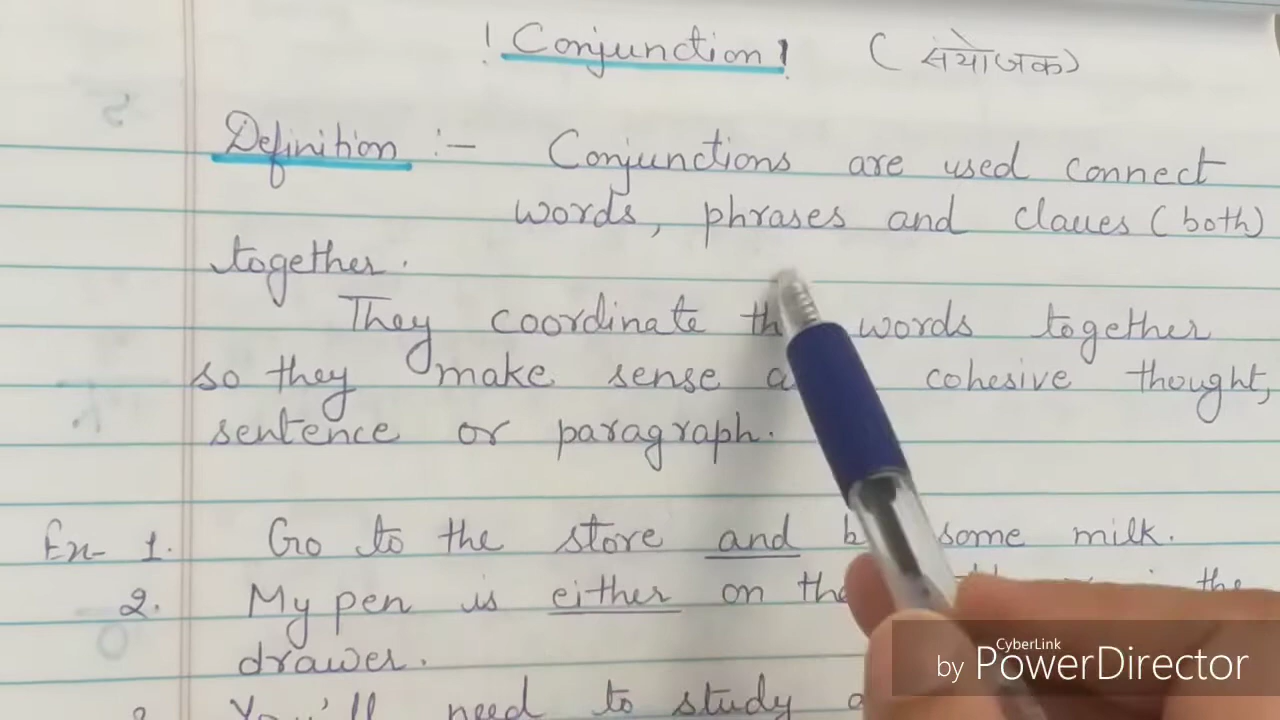 ! Conjunction ! (संयोजक)
Definition :- Conjunctions are used connect
words, phrases and claues (both)
together.
They coordinate words together
so they make sense cohesive thought,
sentence or paragraph.
Ex- 1. Go to the store and some milk.
2. My pen is either on the the
drawer.
You'll need to study
CyberLink
by PowerDirector